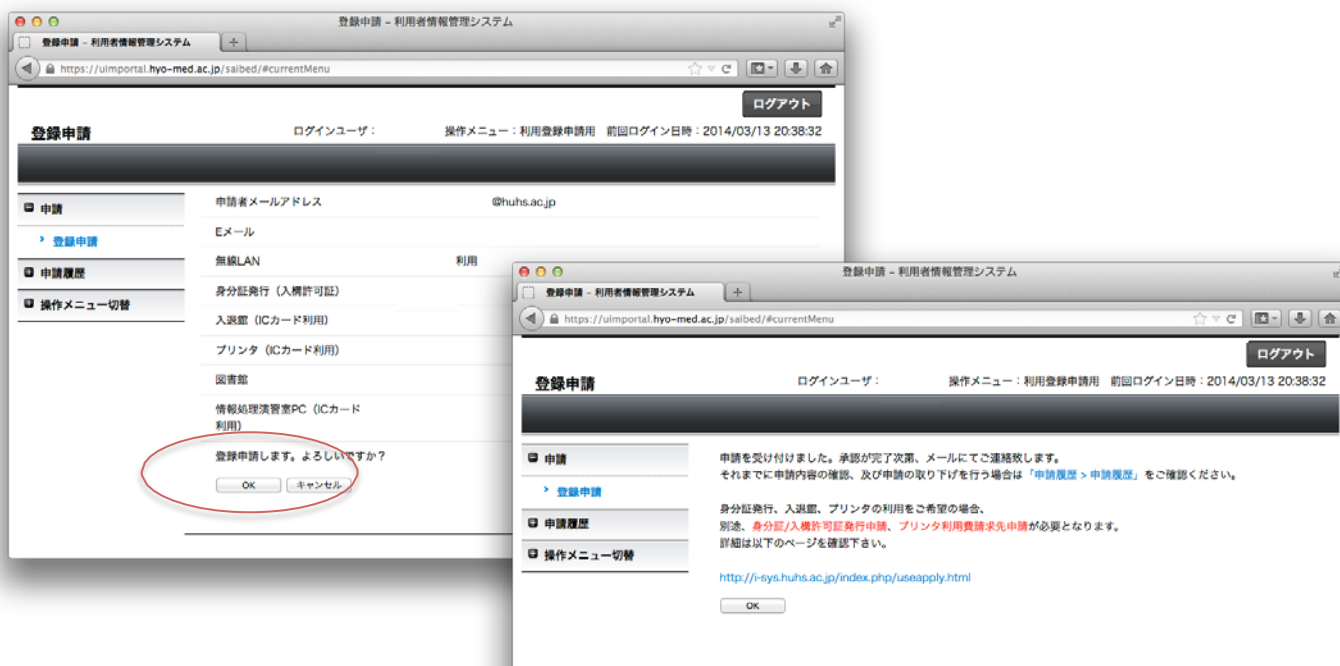 登録申請 – 利用者情報管理システム
登録申請 – 利用者情報管理システム
https://uimportal.hyo-med.ac.jp/saibed/#currentMenu
ログアウト
登録申請 ログインユーザ： 操作メニュー：利用登録申請用 前回ログイン日時：2014/03/13 20:38:32
申請
登録申請
申請履歴
操作メニュー切替
申請者メールアドレス @huhs.ac.jp
Eメール
無線LAN 利用
身分証発行（入構許可証）
入退館（ICカード利用）
プリンタ（ICカード利用）
図書館
情報処理演習室PC（ICカード
利用）
登録申請します。よろしいですか？
OK キャンセル
登録申請 – 利用者情報管理システム
登録申請 – 利用者情報管理システム
https://uimportal.hyo-med.ac.jp/saibed/#currentMenu
ログアウト
登録申請 ログインユーザ： 操作メニュー：利用登録申請用 前回ログイン日時：2014/03/13 20:38:32
申請
登録申請
申請履歴
操作メニュー切替
申請を受け付けました。承認が完了次第、メールにてご連絡致します。
それまでに申請内容の確認、及び申請の取り下げを行う場合は「申請履歴 > 申請履歴」をご確認ください。
身分証発行、入退館、プリンタの利用をご希望の場合、
別途、身分証/入構許可証発行申請、プリンタ利用費請求先申請が必要となります。
詳細は以下のページを確認下さい。
http://i-sys.huhs.ac.jp/index.php/useapply.html
OK